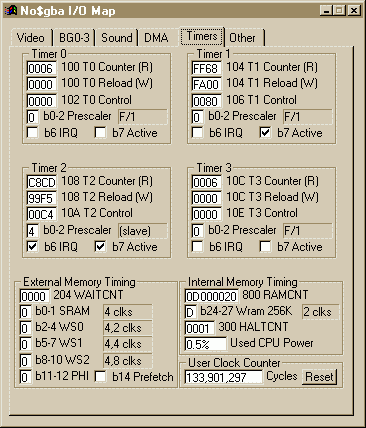 No$gba I/O Map
Video BG0-3 Sound DMA Timers Other
Timer 0
0006 100 T0 Counter (R)
0000 100 T0 Reload (W)
0000 102 T0 Control
0 b0-2 Prescaler F/1
b6 IRQ b7 Active
Timer 1
FF68 104 T1 Counter (R)
FA00 104 T1 Reload (W)
0080 106 T1 Control
0 b0-2 Prescaler F/1
b6 IRQ b7 Active
Timer 2
C8CD 108 T2 Counter (R)
99F5 108 T2 Reload (W)
00C4 10A T2 Control
4 b0-2 Prescaler (slave)
b6 IRQ b7 Active
Timer 3
0006 10C T3 Counter (R)
0000 10C T3 Reload (W)
0000 10E T3 Control
0 b0-2 Prescaler F/1
b6 IRQ b7 Active
External Memory Timing
0000 204 WAITCNT
0 b0-1 SRAM 4 clks
0 b2-4 WS0 4,2 clks
0 b5-7 WS1 4,4 clks
0 b8-10 WS2 4,8 clks
0 b11-12 PHI b14 Prefetch
Internal Memory Timing
0D000020 800 RAMCNT
D b24-27 Wram 256K 2 clks
0001 300 HALTCNT
0.5% Used CPU Power
User Clock Counter
133,901,297 Cycles Reset